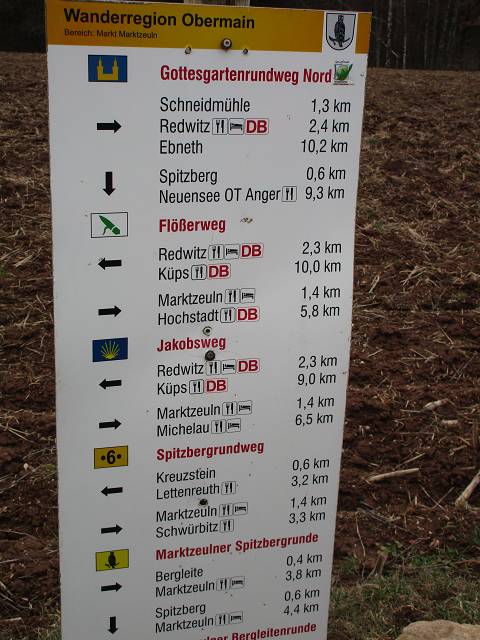 Wanderregion Obermain
Bereich: Markt Marktzeuln
Gottesgartenrundweg Nord
Schneidmühle 1,3 km
Redwitz DB 2,4 km
Ebneth 10,2 km
Spitzberg 0,6 km
Neuensee OT Anger 9,3 km
Flößerweg
Redwitz DB 2,3 km
Küps DB 10,0 km
Marktzeuln 1,4 km
Hochstadt DB 5,8 km
Jakobsweg
Redwitz DB 2,3 km
Küps DB 9,0 km
Marktzeuln 1,4 km
Michelau 6,5 km
·6· Spitzbergrundweg
Kreuzstein 0,6 km
Lettenreuth 3,2 km
Marktzeuln 1,4 km
Schwürbitz 3,3 km
Marktzeulner Spitzbergrunde
Bergleite 0,4 km
Marktzeuln 3,8 km
Spitzberg 0,6 km
Marktzeuln 4,4 km
Bergleitenrunde